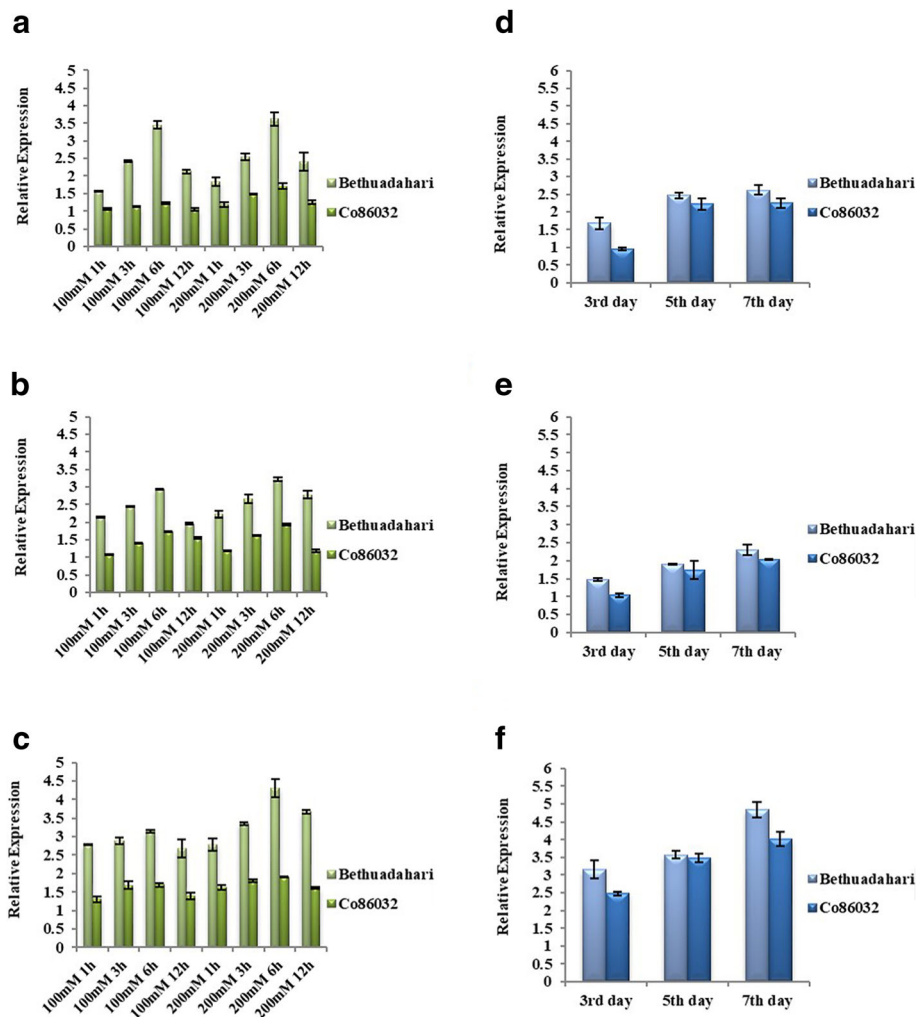 a
Relative Expression
5
4.5
4
3.5
3
2.5
2
1.5
1
0.5
0
100mM 1h
100mM 3h
100mM 6h
100mM 12h
200mM 1h
200mM 3h
200mM 6h
200mM 12h
Bethuadahari
Co86032
d
Relative Expression
6
5.5
5
4.5
4
3.5
3
2.5
2
1.5
1
0.5
0
3rd day
5th day
7th day
Bethuadahari
Co86032
b
Relative Expression
5
4.5
4
3.5
3
2.5
2
1.5
1
0.5
0
100mM 1h
100mM 3h
100mM 6h
100mM 12h
200mM 1h
200mM 3h
200mM 6h
200mM 12h
Bethuadahari
Co86032
e
Relative Expression
6
5.5
5
4.5
4
3.5
3
2.5
2
1.5
1
0.5
0
3rd day
5th day
7th day
Bethuadahari
Co86032
c
Relative Expression
5
4.5
4
3.5
3
2.5
2
1.5
1
0.5
0
100mM 1h
100mM 3h
100mM 6h
100mM 12h
200mM 1h
200mM 3h
200mM 6h
200mM 12h
Bethuadahari
Co86032
f
Relative Expression
6
5.5
5
4.5
4
3.5
3
2.5
2
1.5
1
0.5
0
3rd day
5th day
7th day
Bethuadahari
Co86032